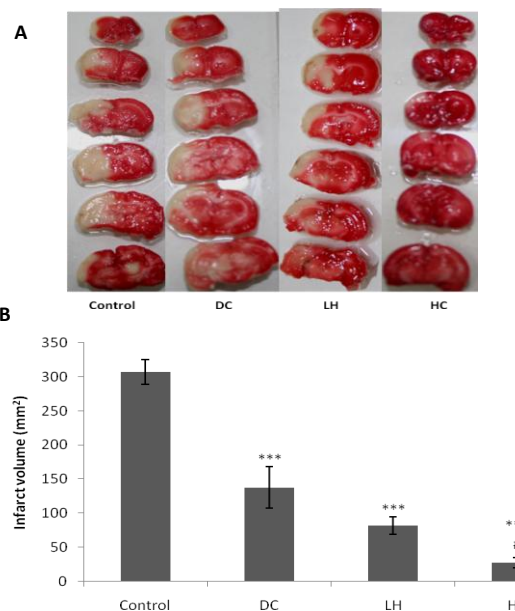 A
Control DC LH HC
B
Infarct volume (mm²)
350
300
250
200
150
100
50
0
***
***
Control DC LH